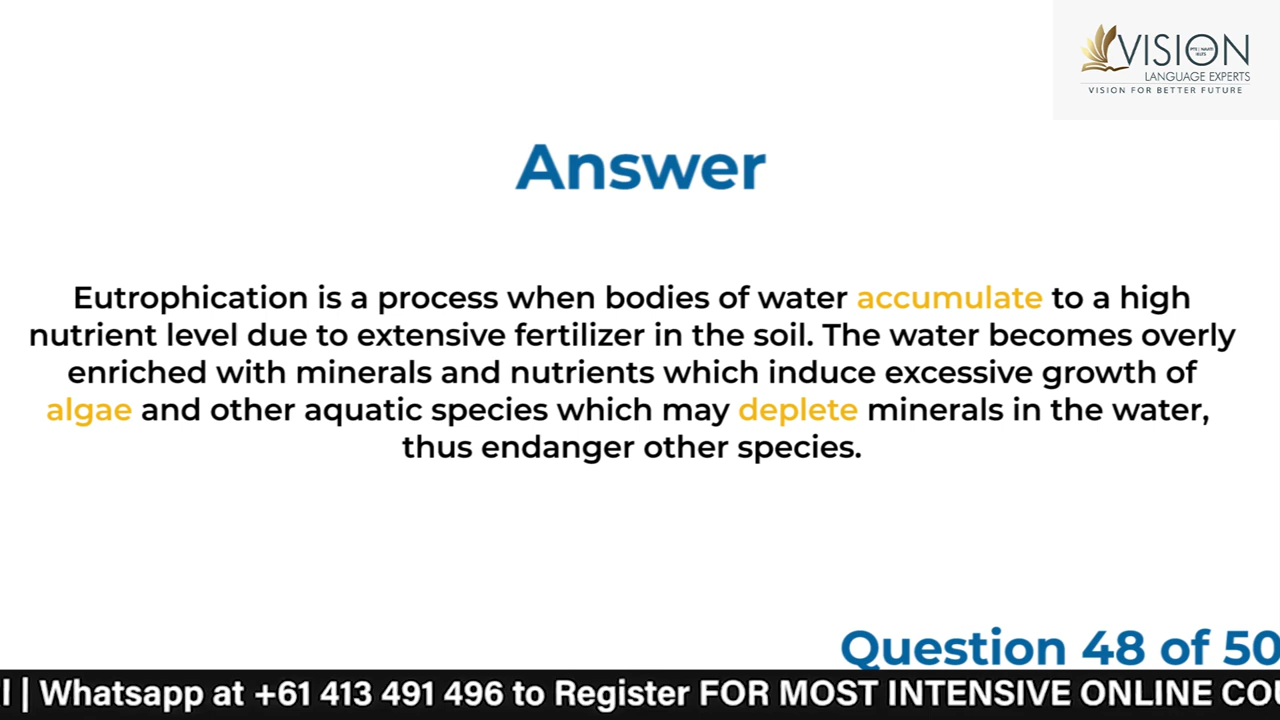 VISION
LANGUAGE EXPERTS
VISION FOR BETTER FUTURE
Answer
Eutrophication is a process when bodies of water accumulate to a high
nutrient level due to extensive fertilizer in the soil. The water becomes overly
enriched with minerals and nutrients which induce excessive growth of
algae and other aquatic species which may deplete minerals in the water,
thus endanger other species.
Question 48 of 50
| Whatsapp at +61 413 491 496 to Register FOR MOST INTENSIVE ONLINE